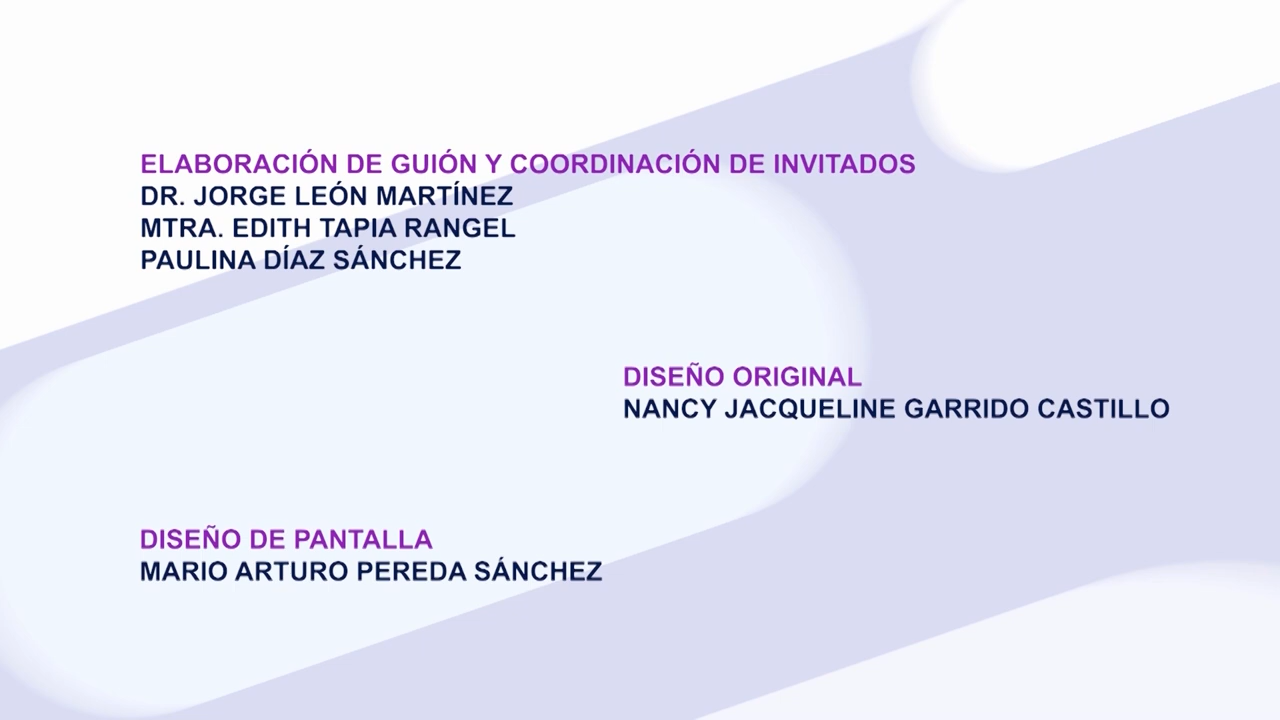 ELABORACIÓN DE GUIÓN Y COORDINACIÓN DE INVITADOS
DR. JORGE LEÓN MARTÍNEZ
MTRA. EDITH TAPIA RANGEL
PAULINA DÍAZ SÁNCHEZ
DISEÑO ORIGINAL
NANCY JACQUELINE GARRIDO CASTILLO
DISEÑO DE PANTALLA
MARIO ARTURO PEREDA SÁNCHEZ